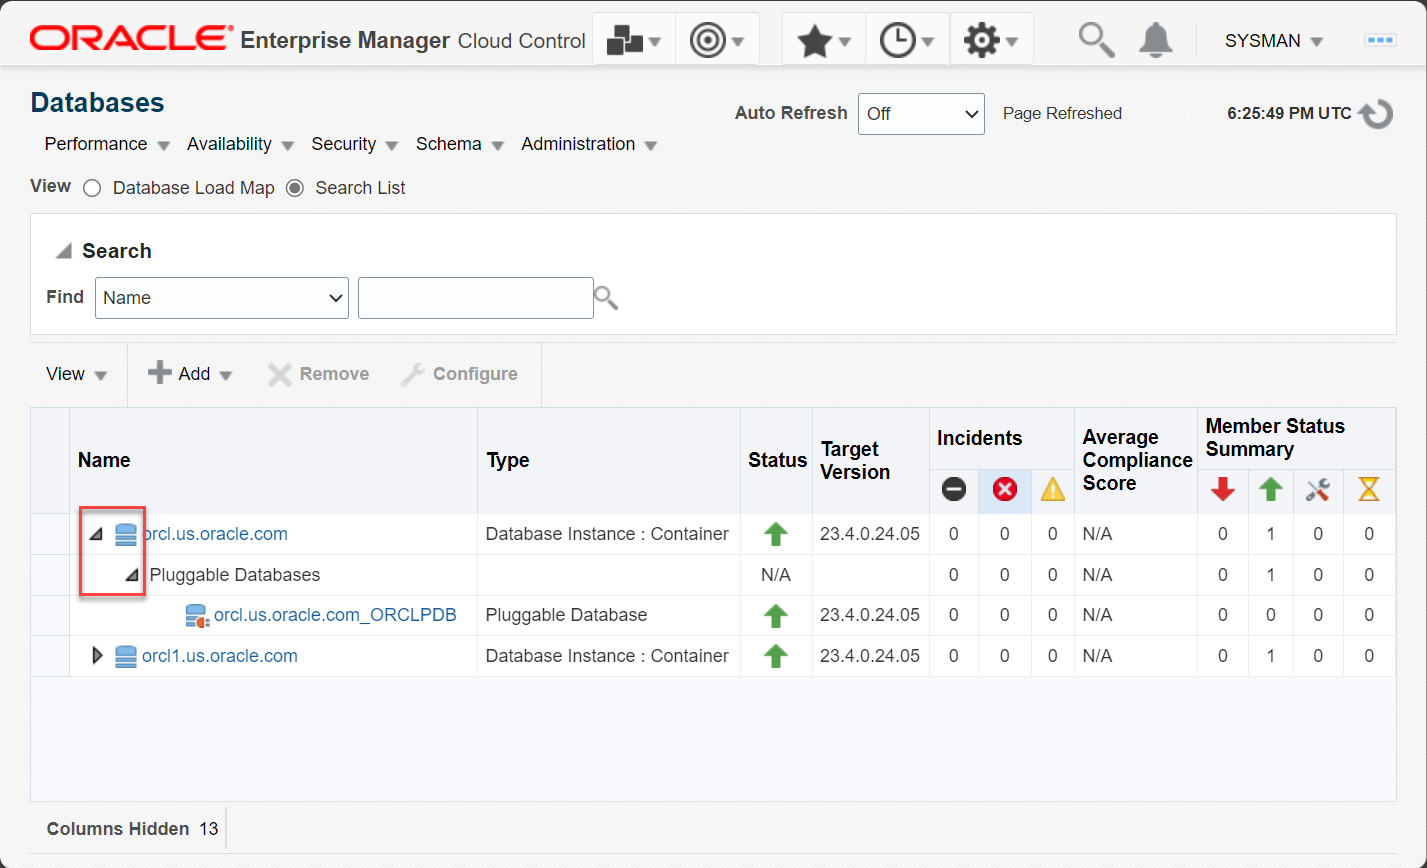 ORACLE® Enterprise Manager Cloud Control SYSMAN
Databases
Auto Refresh Off Page Refreshed 6:25:49 PM UTC
Performance Availability Security Schema Administration
View Database Load Map Search List
Search
Find Name
View Add Remove Configure
Name Type Status Target Version Incidents Average Compliance Score Member Status Summary
orcl.us.oracle.com Database Instance : Container 23.4.0.24.05 0 0 0 N/A 0 1 0 0
Pluggable Databases N/A 0 0 0 N/A 0 1 0 0
orcl.us.oracle.com_ORCLPDB Pluggable Database 23.4.0.24.05 0 0 0 N/A 0 0 0 0
orcl1.us.oracle.com Database Instance : Container 23.4.0.24.05 0 0 0 N/A 0 1 0 0
Columns Hidden 13